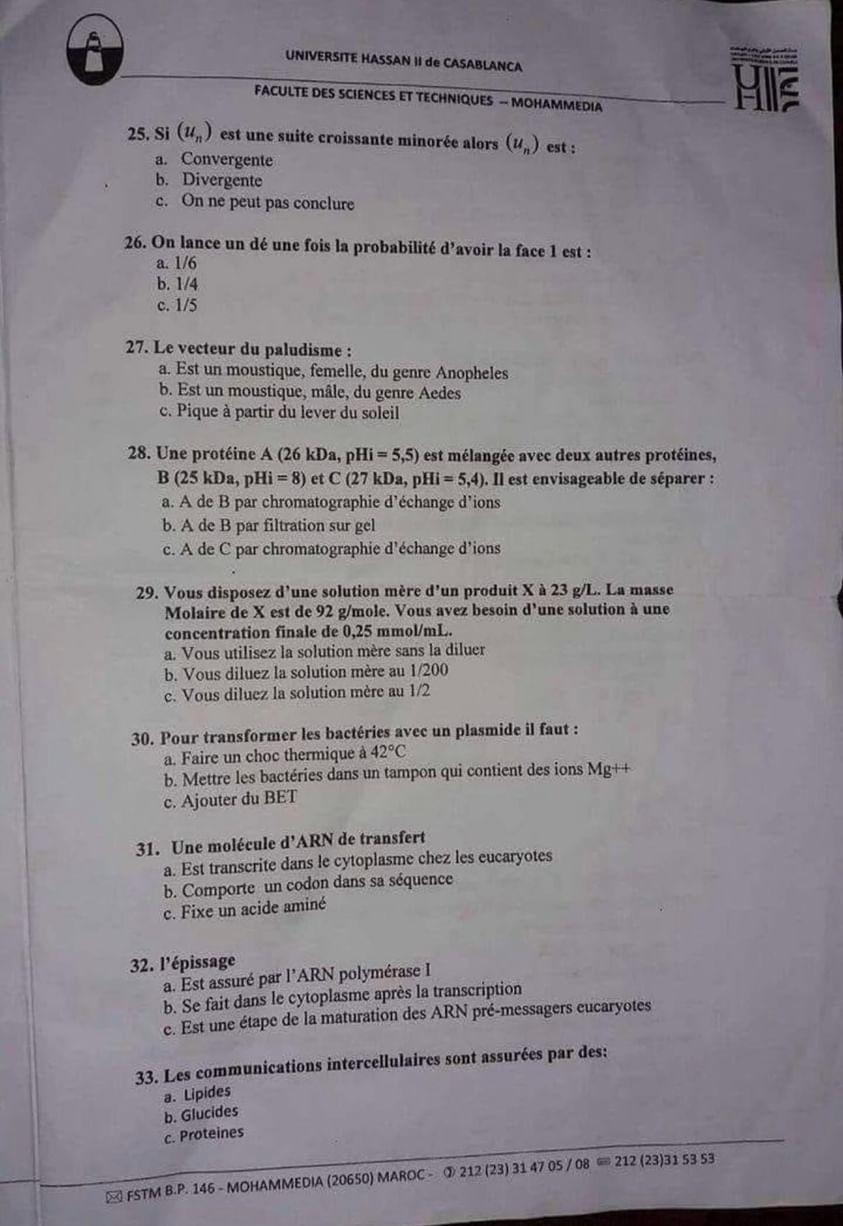 UNIVERSITE HASSAN II de CASABLANCA
FACULTE DES SCIENCES ET TECHNIQUES – MOHAMMEDIA
25. Si (uₙ) est une suite croissante minorée alors (uₙ) est :
a. Convergente
b. Divergente
c. On ne peut pas conclure
26. On lance un dé une fois la probabilité d'avoir la face 1 est :
a. 1/6
b. 1/4
c. 1/5
27. Le vecteur du paludisme :
a. Est un moustique, femelle, du genre Anopheles
b. Est un moustique, mâle, du genre Aedes
c. Pique à partir du lever du soleil
28. Une protéine A (26 kDa, pHi = 5,5) est mélangée avec deux autres protéines,
B (25 kDa, pHi = 8) et C (27 kDa, pHi = 5,4). Il est envisageable de séparer :
a. A de B par chromatographie d'échange d'ions
b. A de B par filtration sur gel
c. A de C par chromatographie d'échange d'ions
29. Vous disposez d'une solution mère d'un produit X à 23 g/L. La masse
Molaire de X est de 92 g/mole. Vous avez besoin d'une solution à une
concentration finale de 0,25 mmol/mL.
a. Vous utilisez la solution mère sans la diluer
b. Vous diluez la solution mère au 1/200
c. Vous diluez la solution mère au 1/2
30. Pour transformer les bactéries avec un plasmide il faut :
a. Faire un choc thermique à 42°C
b. Mettre les bactéries dans un tampon qui contient des ions Mg++
c. Ajouter du BET
31. Une molécule d'ARN de transfert
a. Est transcrite dans le cytoplasme chez les eucaryotes
b. Comporte un codon dans sa séquence
c. Fixe un acide aminé
32. l'épissage
a. Est assuré par l'ARN polymérase I
b. Se fait dans le cytoplasme après la transcription
c. Est une étape de la maturation des ARN pré-messagers eucaryotes
33. Les communications intercellulaires sont assurées par des:
a. Lipides
b. Glucides
c. Proteines
FSTM B.P. 146 - MOHAMMEDIA (20650) MAROC - 212 (23) 31 47 05 / 08 212 (23)31 53 53